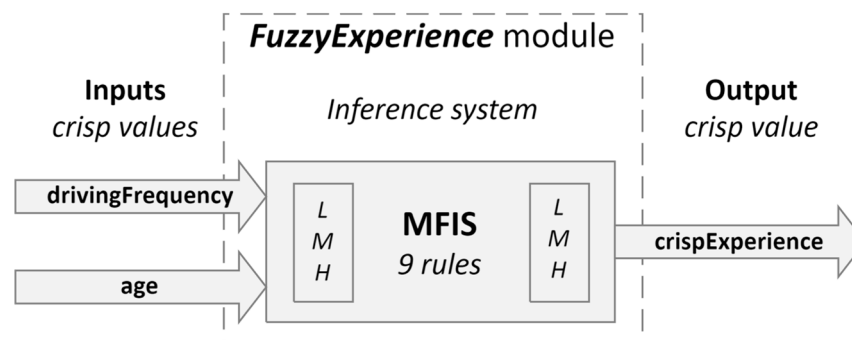 FuzzyExperience module
Inputs
crisp values
Inference system
Output
crisp value
drivingFrequency
age
L
M
H
MFIS
9 rules
L
M
H
crispExperience